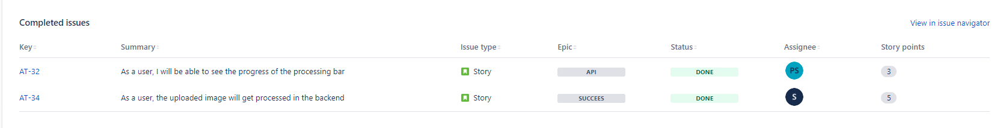 Completed issues View in issue navigator
Key Summary Issue type Epic Status Assignee Story points
AT-32 As a user, I will be able to see the progress of the processing bar Story API DONE PS 3
AT-34 As a user, the uploaded image will get processed in the backend Story SUCCEES DONE S 5